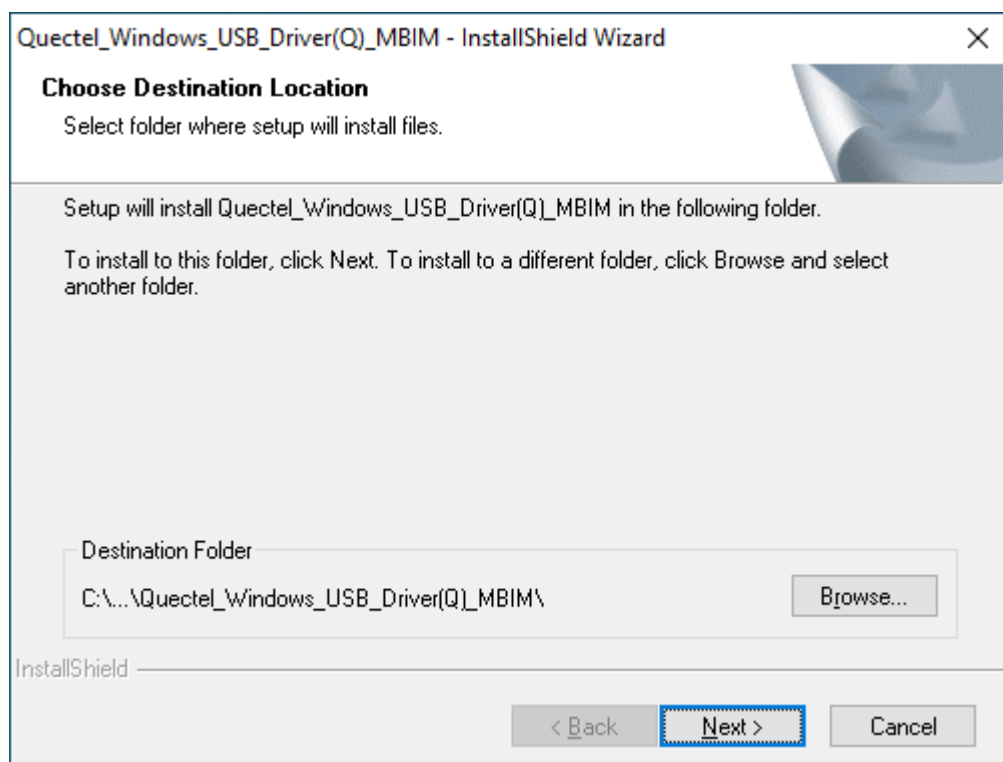 Quectel_Windows_USB_Driver(Q)_MBIM - InstallShield Wizard
Choose Destination Location
Select folder where setup will install files.
Setup will install Quectel_Windows_USB_Driver(Q)_MBIM in the following folder.
To install to this folder, click Next. To install to a different folder, click Browse and select
another folder.
Destination Folder
C:\...\Quectel_Windows_USB_Driver(Q)_MBIM\
Browse...
InstallShield
< Back
Next >
Cancel